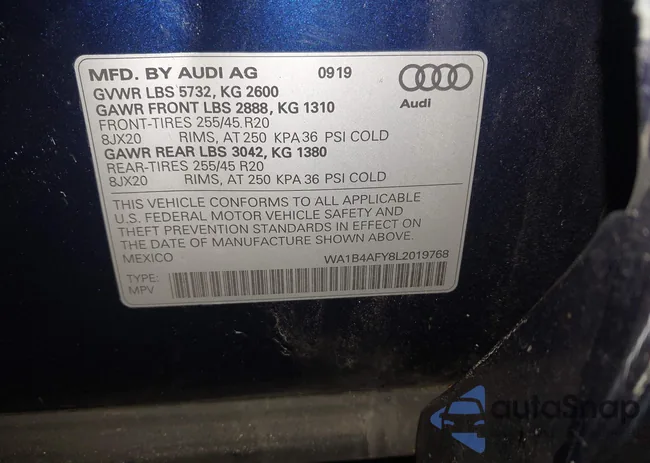 MFD. BY AUDI AG 0919
GVWR LBS 5732, KG 2600
GAWR FRONT LBS 2888, KG 1310
Audi
FRONT-TIRES 255/45 R20
8JX20 RIMS, AT 250 KPA 36 PSI COLD
GAWR REAR LBS 3042, KG 1380
REAR-TIRES 255/45 R20
8JX20 RIMS, AT 250 KPA 36 PSI COLD
THIS VEHICLE CONFORMS TO ALL APPLICABLE
U.S. FEDERAL MOTOR VEHICLE SAFETY AND
THEFT PREVENTION STANDARDS IN EFFECT ON
THE DATE OF MANUFACTURE SHOWN ABOVE.
MEXICO WA1B4AFY8L2019768
TYPE:
MPV
autoSnap